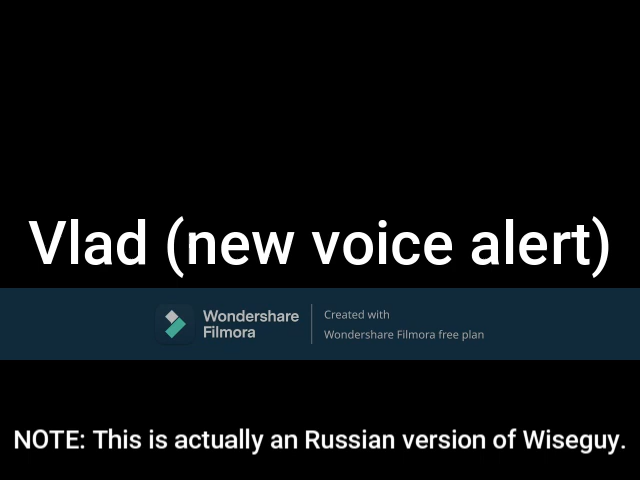 Vlad (new voice alert)
Wondershare
Filmora
Created with
Wondershare Filmora free plan
NOTE: This is actually an Russian version of Wiseguy.